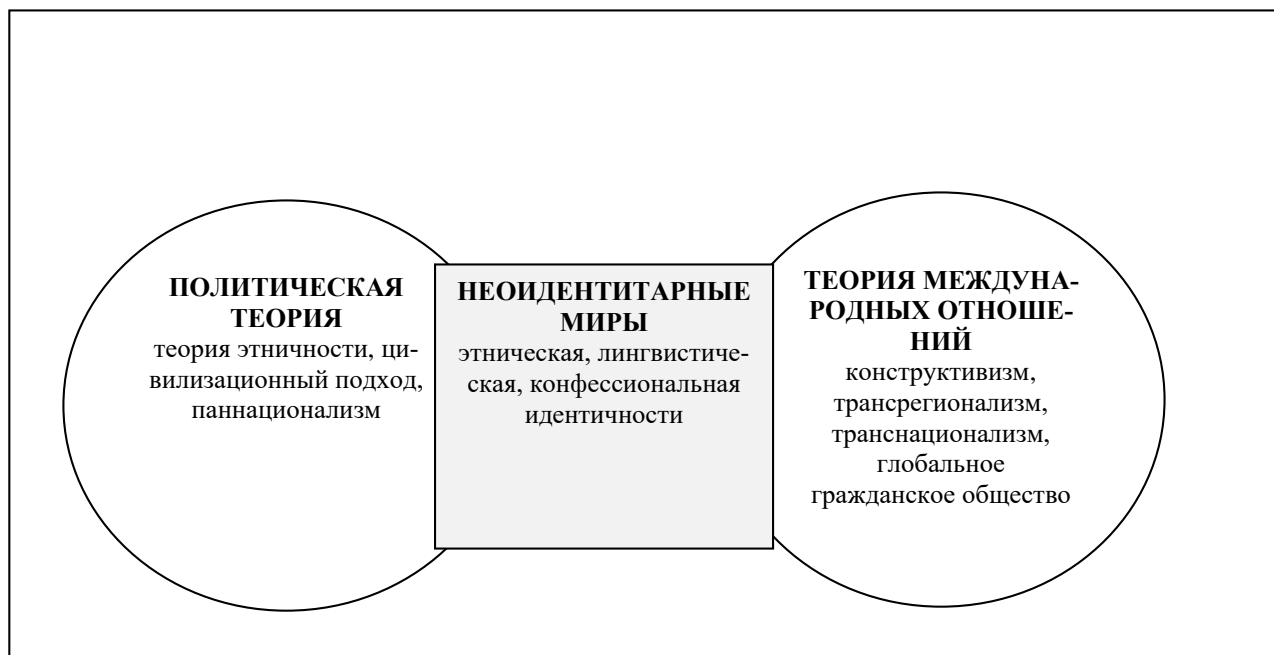 ПОЛИТИЧЕСКАЯ
ТЕОРИЯ
теория этничности, ци-
вилизационный подход,
паннационализм
НЕОИДЕНТИТАРНЫЕ
МИРЫ
этническая, лингвистиче-
ская, конфессиональная
идентичности
ТЕОРИЯ МЕЖДУНА-
РОДНЫХ ОТНОШЕ-
НИЙ
конструктивизм,
трансрегионализм,
транснационализм,
глобальное
гражданское общество